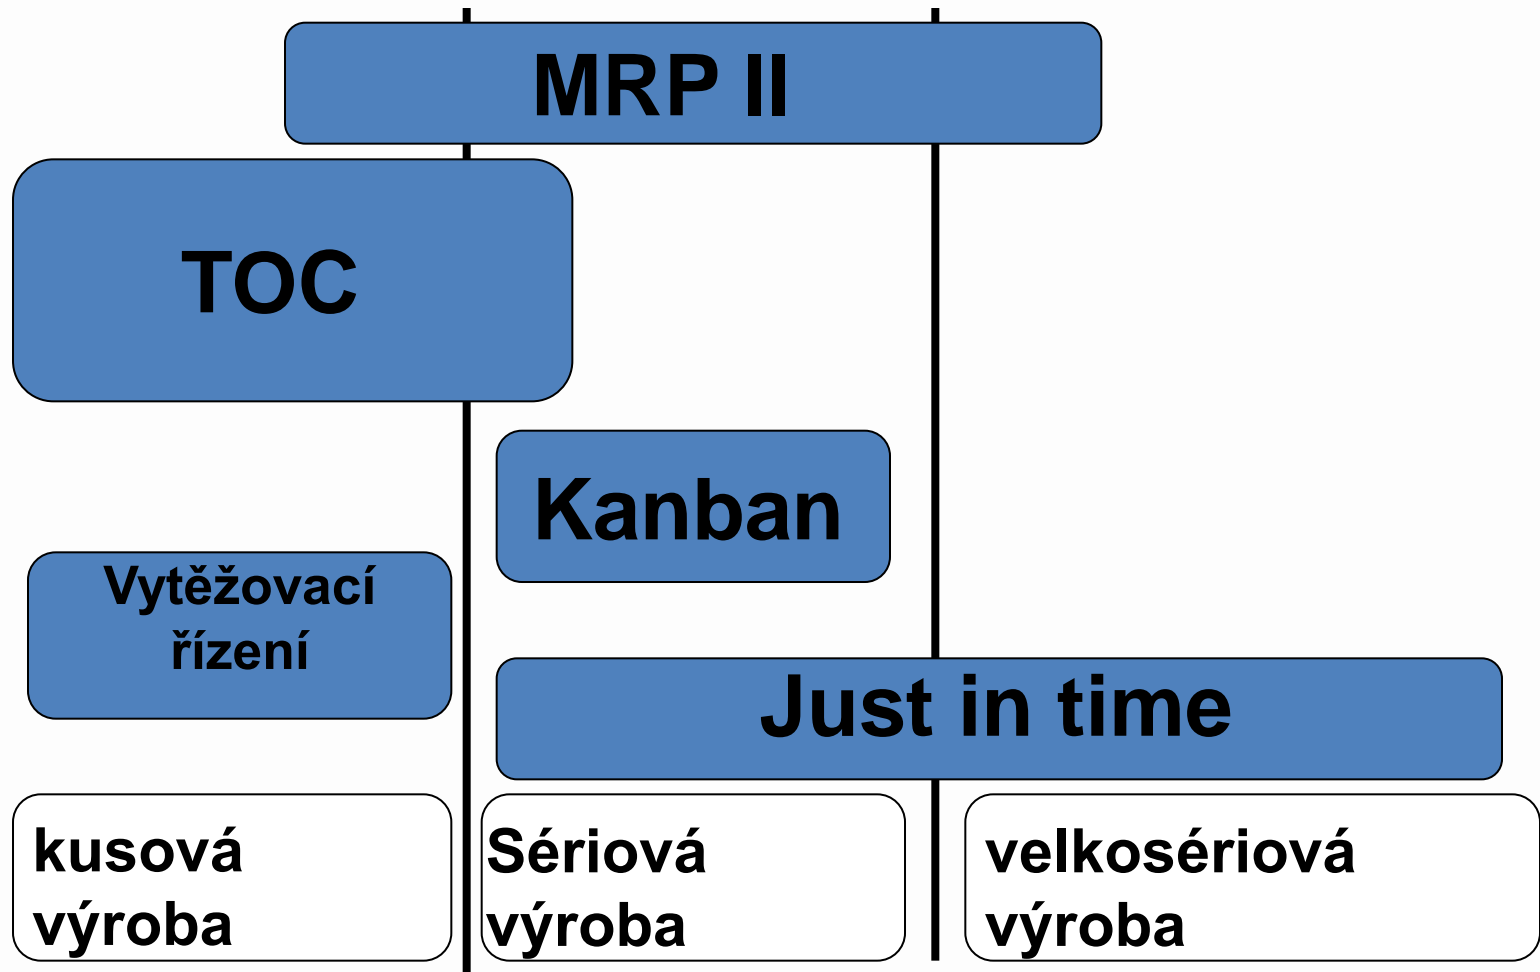 MRP II
TOC
Kanban
Vytěžovací
řízení
Just in time
kusová
výroba
Sériová
výroba
velkosériová
výroba